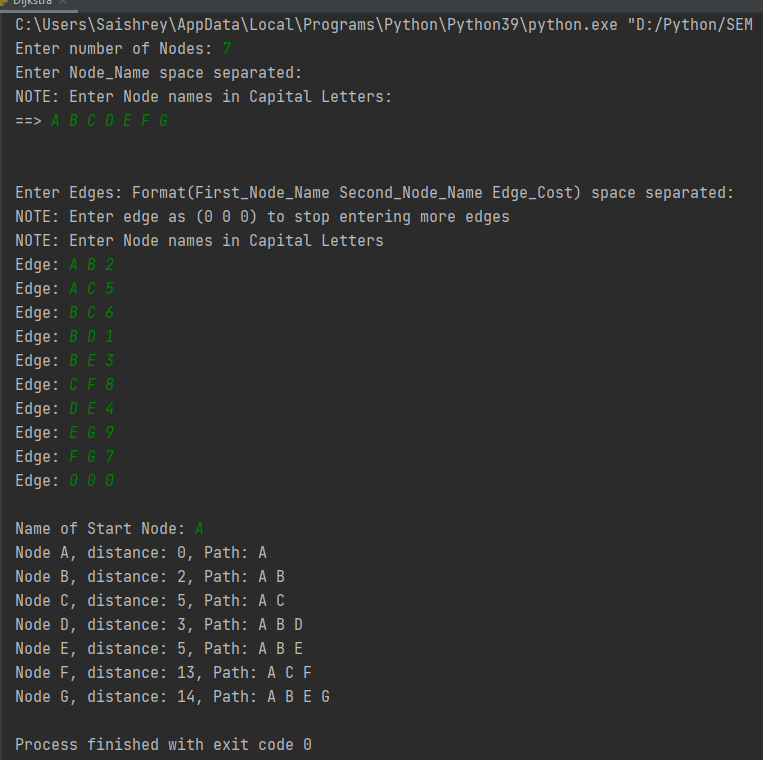 Dijkstra
C:\Users\Saishrey\AppData\Local\Programs\Python\Python39\python.exe "D:/Python/SEM
Enter number of Nodes: 7
Enter Node_Name space separated:
NOTE: Enter Node names in Capital Letters:
==> A B C D E F G
Enter Edges: Format(First_Node_Name Second_Node_Name Edge_Cost) space separated:
NOTE: Enter edge as (0 0 0) to stop entering more edges
NOTE: Enter Node names in Capital Letters
Edge: A B 2
Edge: A C 5
Edge: B C 6
Edge: B D 1
Edge: B E 3
Edge: C F 8
Edge: D E 4
Edge: E G 9
Edge: F G 7
Edge: 0 0 0
Name of Start Node: A
Node A, distance: 0, Path: A
Node B, distance: 2, Path: A B
Node C, distance: 5, Path: A C
Node D, distance: 3, Path: A B D
Node E, distance: 5, Path: A B E
Node F, distance: 13, Path: A C F
Node G, distance: 14, Path: A B E G
Process finished with exit code 0